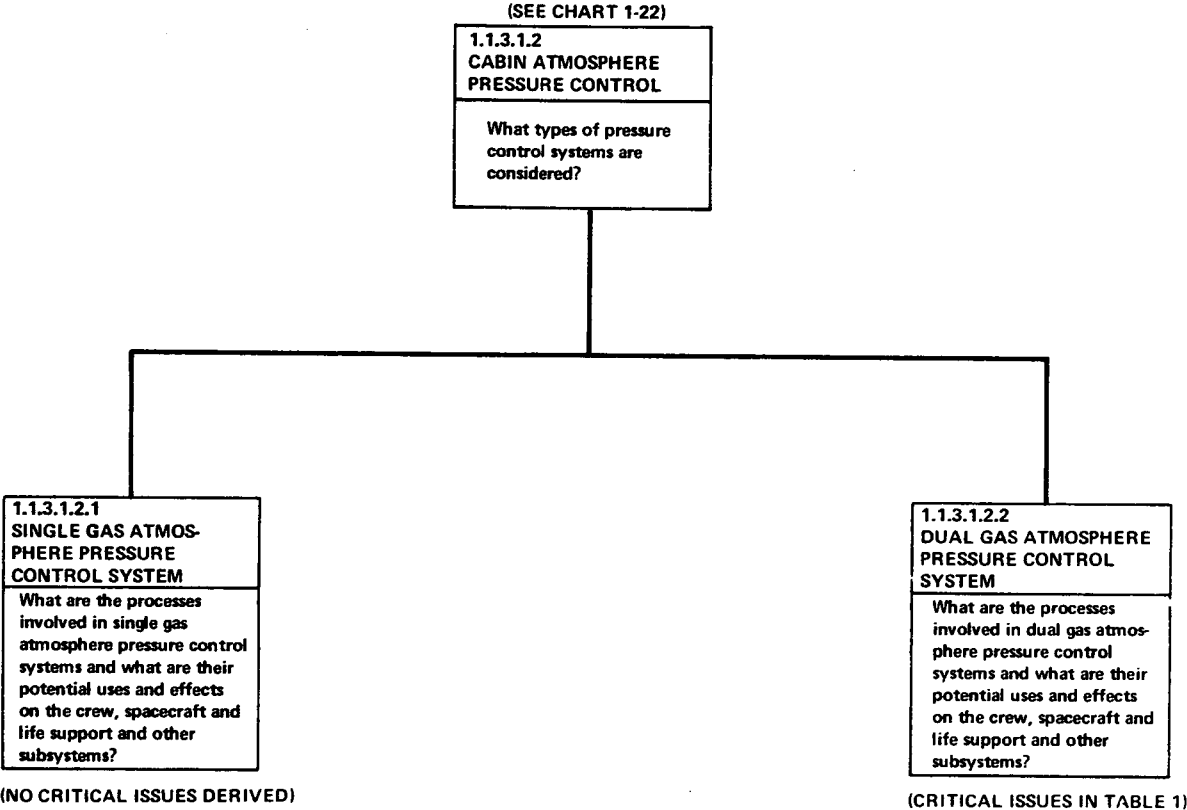 (SEE CHART 1-22)
1.1.3.1.2
CABIN ATMOSPHERE
PRESSURE CONTROL
What types of pressure
control systems are
considered?
1.1.3.1.2.1
SINGLE GAS ATMOS-
PHERE PRESSURE
CONTROL SYSTEM
What are the processes
involved in single gas
atmosphere pressure control
systems and what are their
potential uses and effects
on the crew, spacecraft and
life support and other
subsystems?
(NO CRITICAL ISSUES DERIVED)
1.1.3.1.2.2
DUAL GAS ATMOSPHERE
PRESSURE CONTROL
SYSTEM
What are the processes
involved in dual gas atmos-
phere pressure control
systems and what are their
potential uses and effects
on the crew, spacecraft and
life support and other
subsystems?
(CRITICAL ISSUES IN TABLE 1)